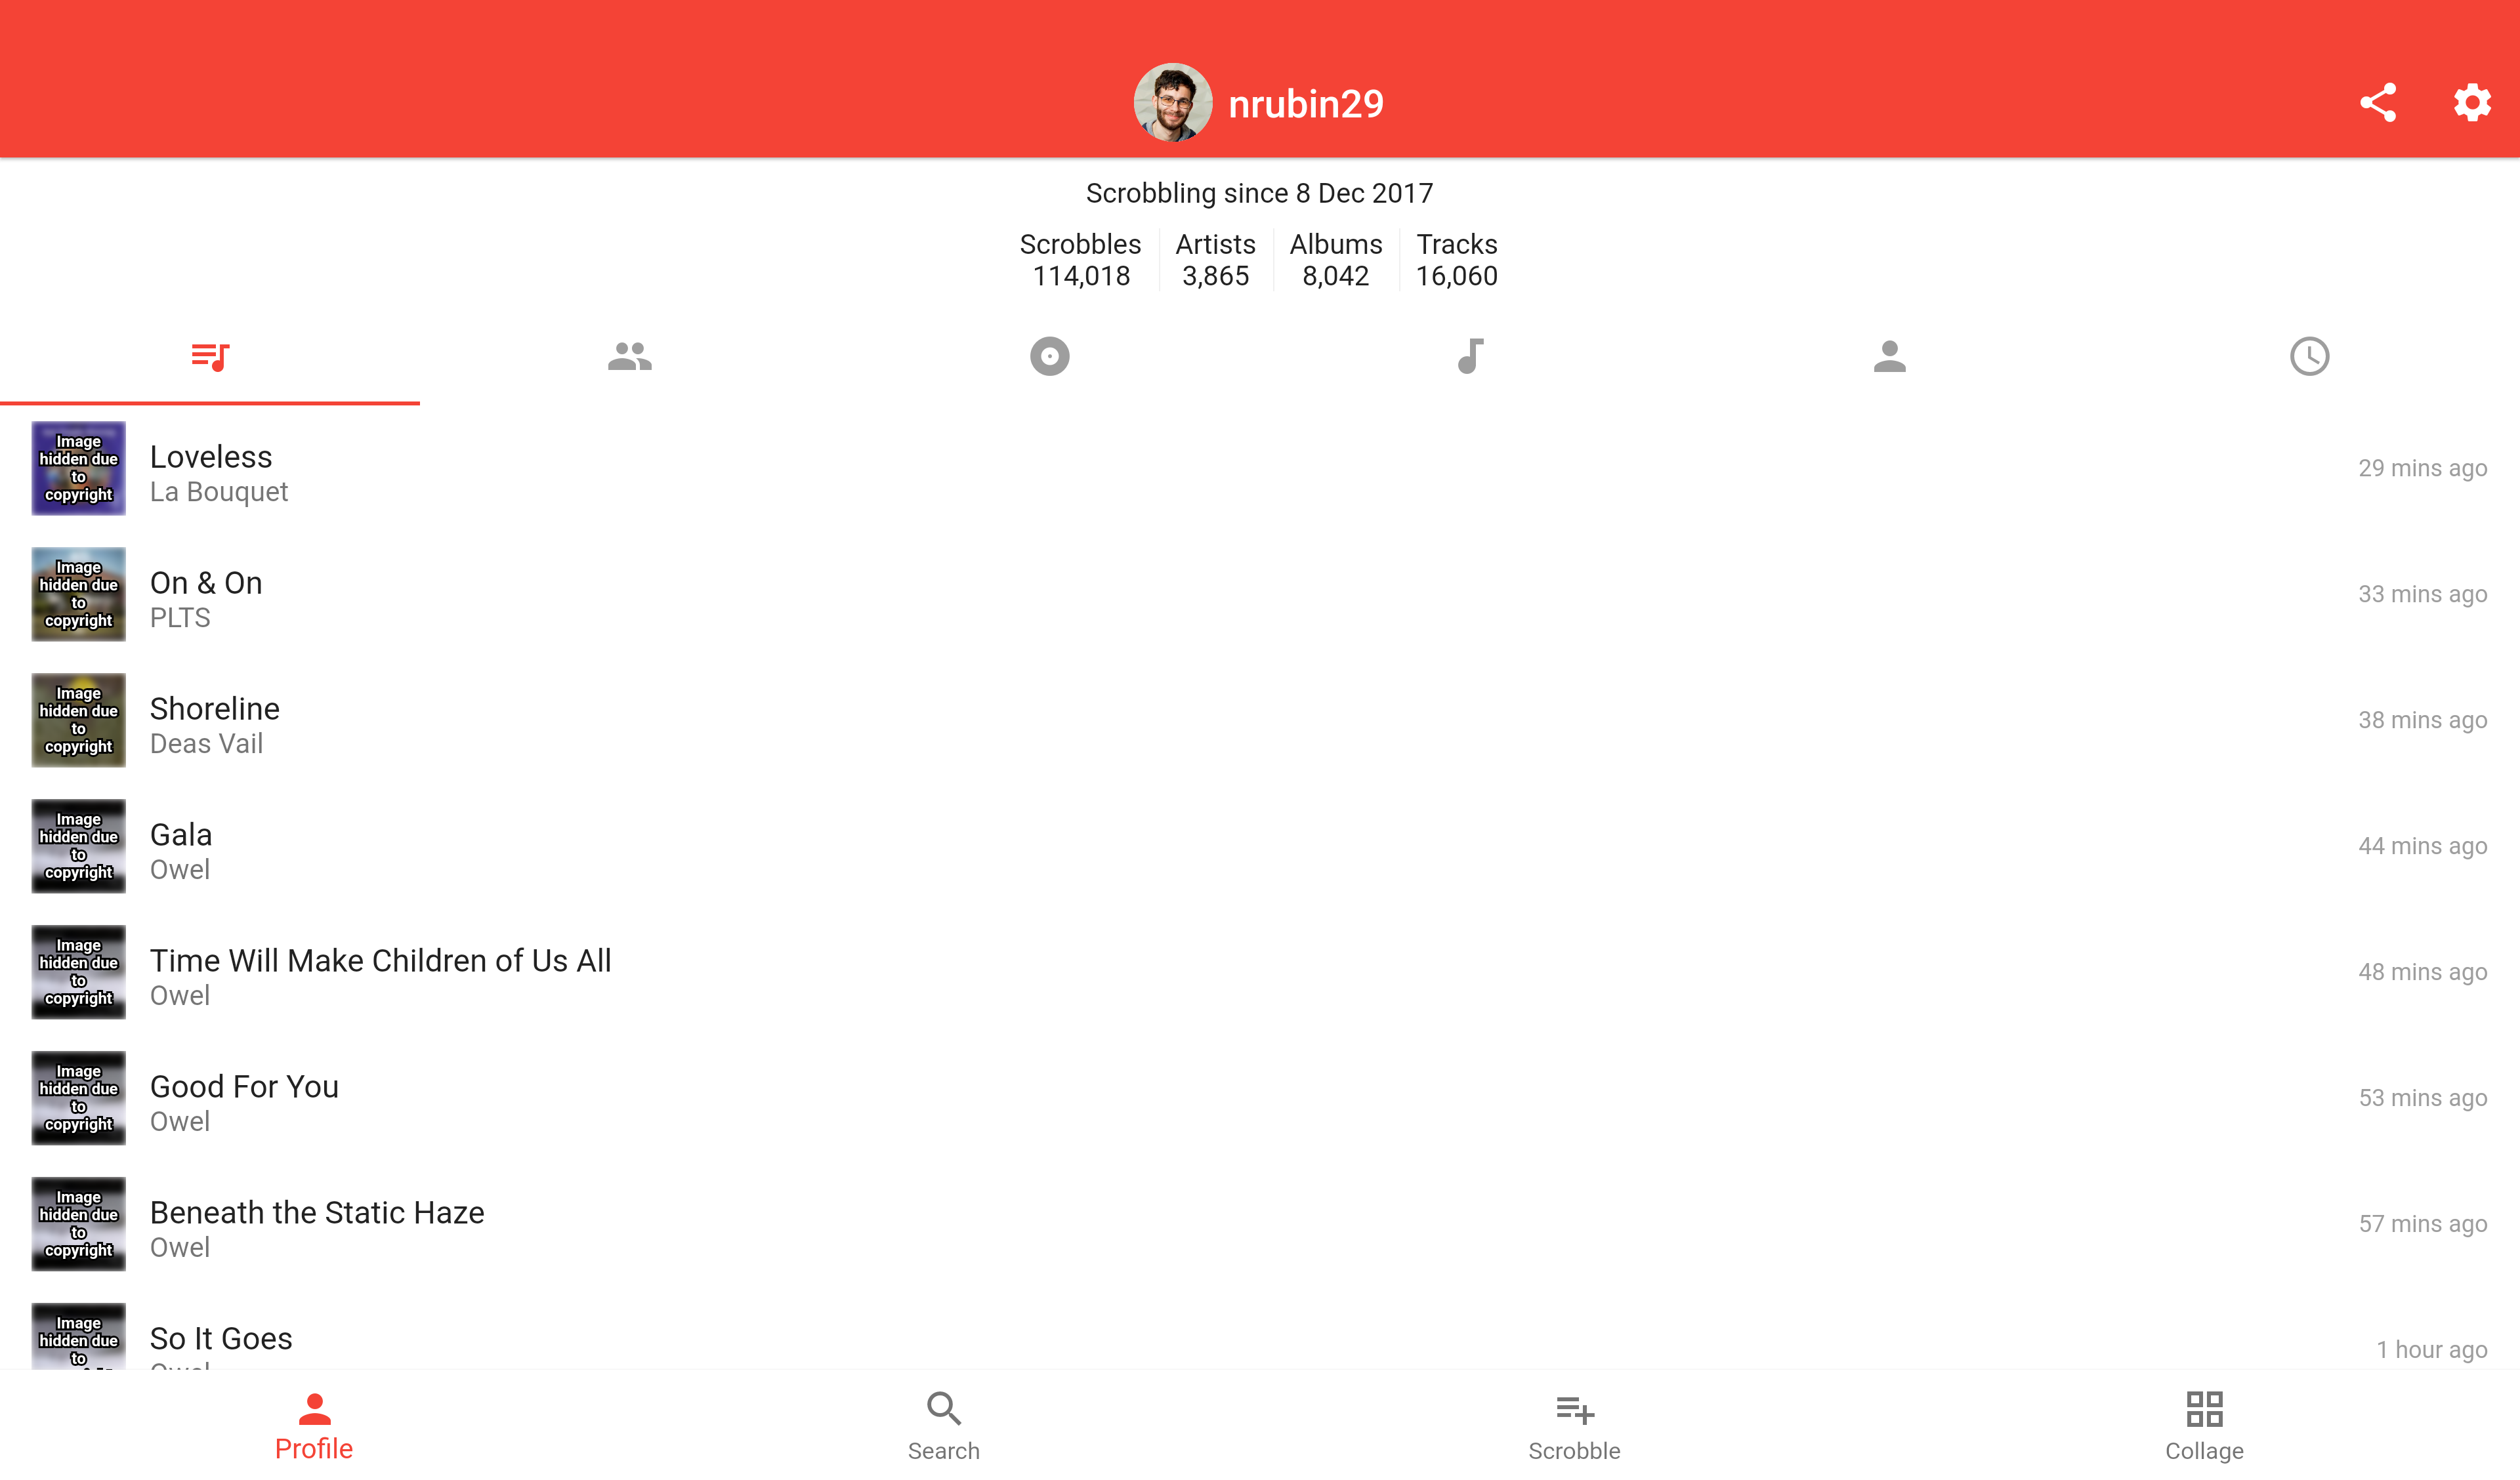 nrubin29
Scrobbling since 8 Dec 2017
Scrobbles Artists Albums Tracks
114,018 3,865 8,042 16,060
Image
hidden due
to
copyright
Loveless
La Bouquet
29 mins ago
Image
hidden due
to
copyright
On & On
PLTS
33 mins ago
Image
hidden due
to
copyright
Shoreline
Deas Vail
38 mins ago
Image
hidden due
to
copyright
Gala
Owel
44 mins ago
Image
hidden due
to
copyright
Time Will Make Children of Us All
Owel
48 mins ago
Image
hidden due
to
copyright
Good For You
Owel
53 mins ago
Image
hidden due
to
copyright
Beneath the Static Haze
Owel
57 mins ago
Image
hidden due
to
So It Goes
1 hour ago
Profile
Search
Scrobble
Collage